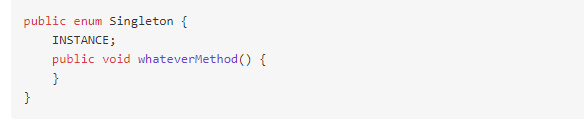 public enum Singleton {
    INSTANCE;
    public void whateverMethod() {
    }
}